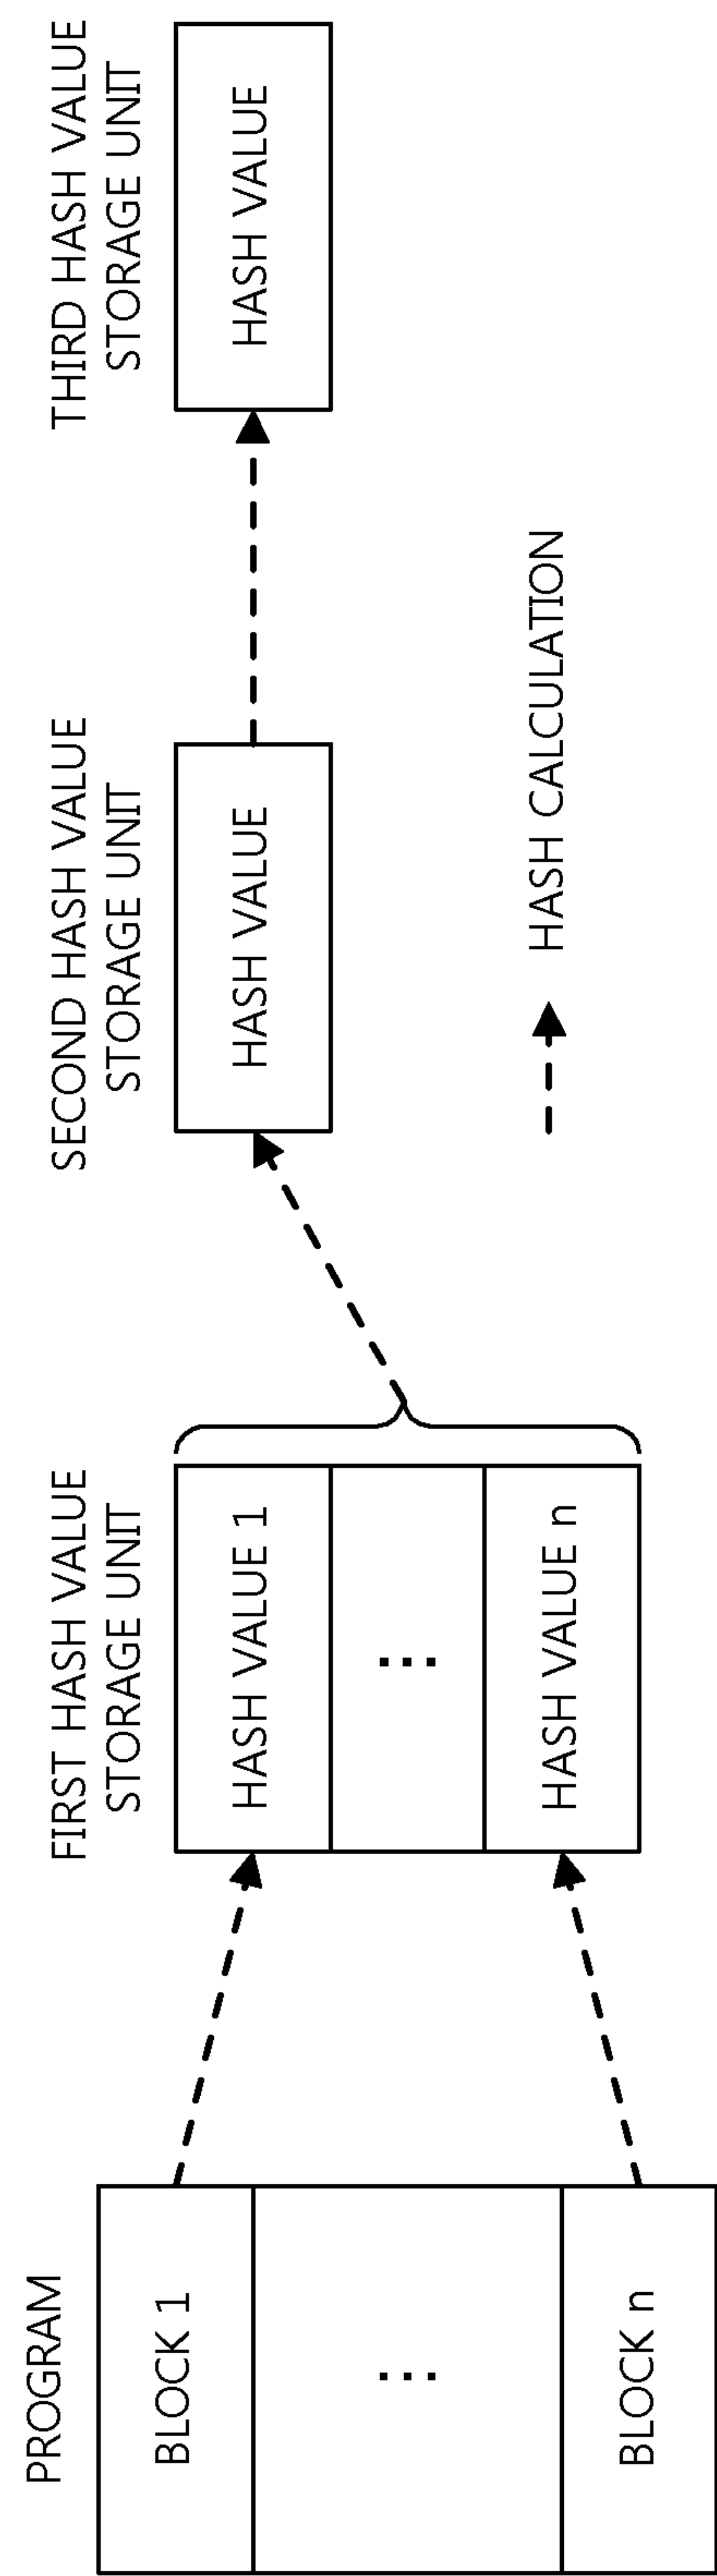 PROGRAM
BLOCK 1
...
BLOCK n
FIRST HASH VALUE
STORAGE UNIT
HASH VALUE 1
...
HASH VALUE n
SECOND HASH VALUE
STORAGE UNIT
HASH VALUE
THIRD HASH VALUE
STORAGE UNIT
HASH VALUE
HASH CALCULATION